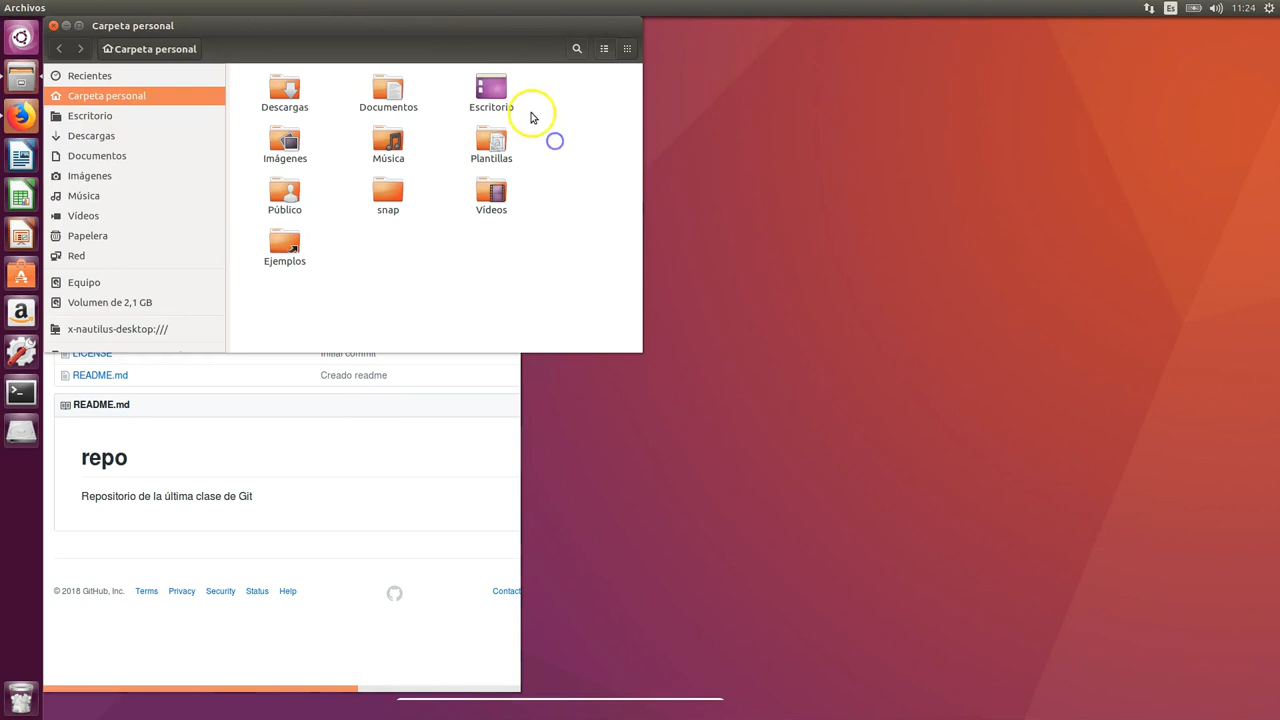 Archivos
Es
11:24
Carpeta personal
Carpeta personal
Recientes
Carpeta personal
Escritorio
Descargas
Documentos
Imágenes
Música
Vídeos
Papelera
Red
Equipo
Volumen de 2,1 GB
x-nautilus-desktop:///
Descargas
Documentos
Escritorio
Imágenes
Música
Plantillas
Público
snap
Vídeos
Ejemplos
LICENSE
Initial commit
README.md
Creado readme
README.md
repo
Repositorio de la última clase de Git
© 2018 GitHub, Inc.
Terms
Privacy
Security
Status
Help
Contact